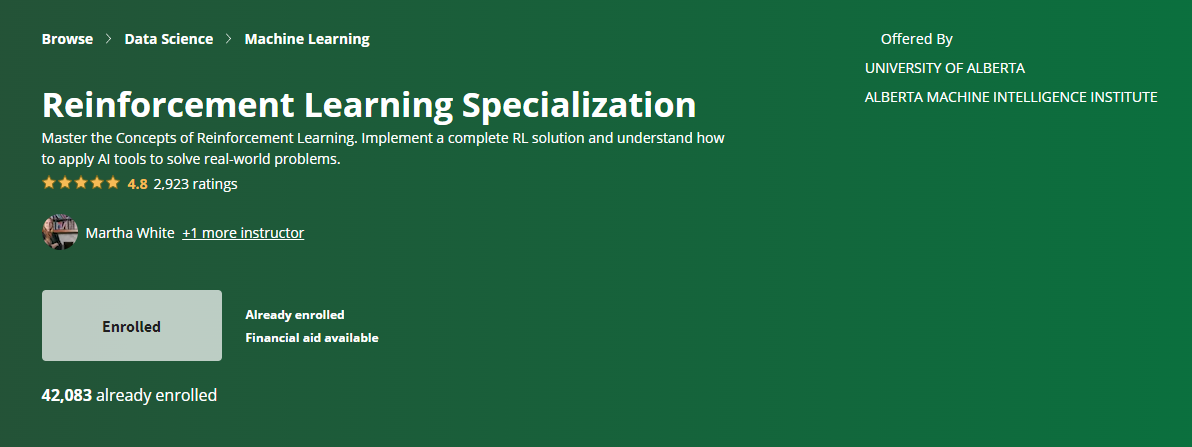 Browse > Data Science > Machine Learning
Offered By
UNIVERSITY OF ALBERTA
ALBERTA MACHINE INTELLIGENCE INSTITUTE
Reinforcement Learning Specialization
Master the Concepts of Reinforcement Learning. Implement a complete RL solution and understand how
to apply AI tools to solve real-world problems.
4.8 2,923 ratings
Martha White +1 more instructor
Enrolled
Already enrolled
Financial aid available
42,083 already enrolled